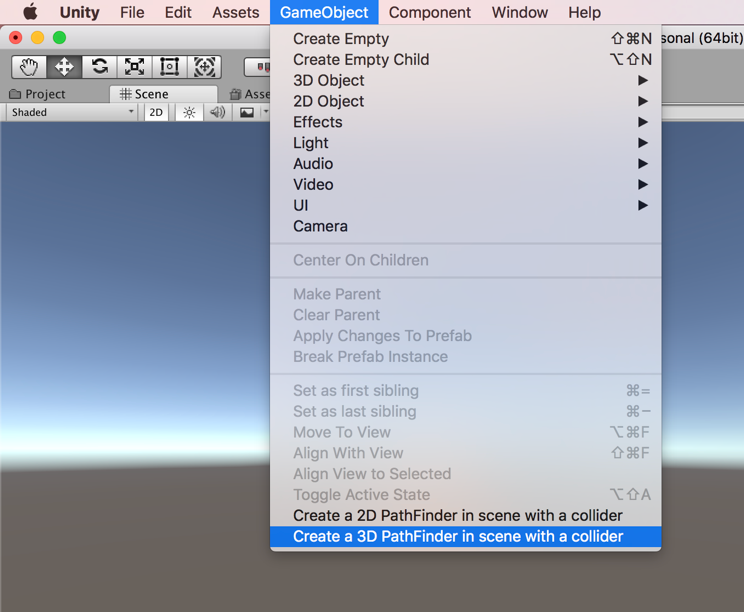 Unity File Edit Assets GameObject Component Window Help
sonal (64bit)
Project Scene Asse
Shaded 2D
Create Empty ⇧⌘N
Create Empty Child ⌥⇧N
3D Object ▶
2D Object ▶
Effects ▶
Light ▶
Audio ▶
Video ▶
UI ▶
Camera
Center On Children
Make Parent
Clear Parent
Apply Changes To Prefab
Break Prefab Instance
Set as first sibling ⌘=
Set as last sibling ⌘−
Move To View ⌥⌘F
Align With View ⇧⌘F
Align View to Selected
Toggle Active State ⌥⇧A
Create a 2D PathFinder in scene with a collider
Create a 3D PathFinder in scene with a collider